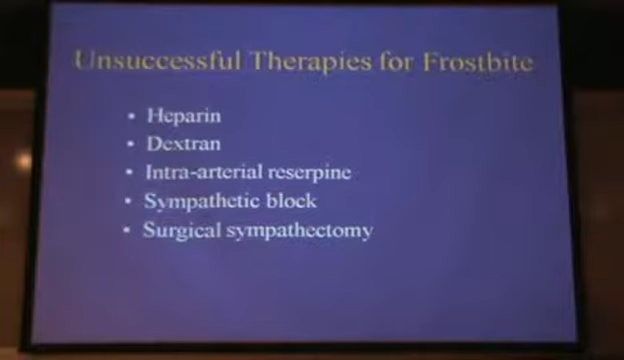 Unsuccessful Therapies for Frostbite
• Heparin
• Dextran
• Intra-arterial reserpine
• Sympathetic block
• Surgical sympathectomy